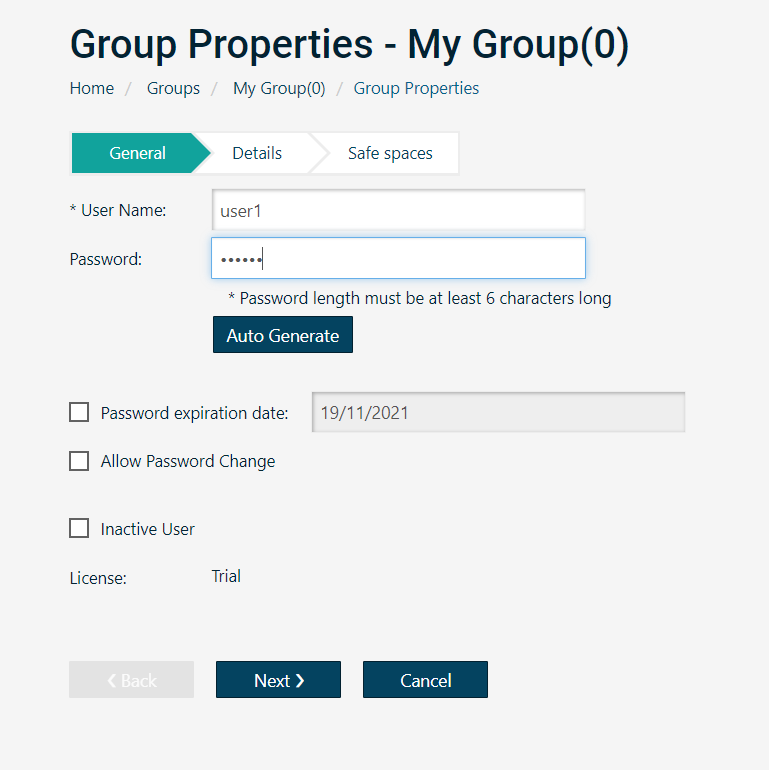 Group Properties - My Group(0)
Home / Groups / My Group(0) / Group Properties
General Details Safe spaces
* User Name: user1
Password: ••••••
* Password length must be at least 6 characters long
Auto Generate
Password expiration date: 19/11/2021
Allow Password Change
Inactive User
License: Trial
❮ Back Next ❯ Cancel